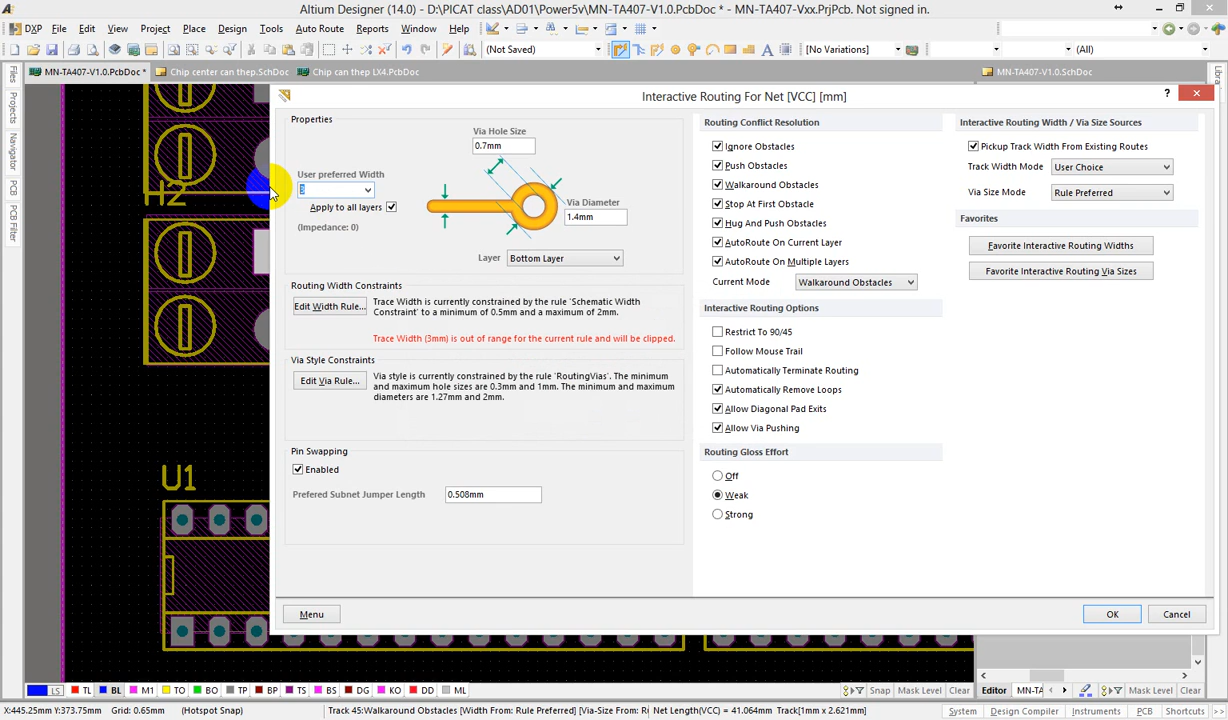 Altium Designer (14.0) - D:\PICAT class\AD01\Power5v\MN-TA407-V1.0.PcbDoc * - MN-TA407-Vxx.PrjPcb. Not signed in.
DXP File Edit View Project Place Design Tools Auto Route Reports Window Help (Not Saved) [No Variations] (All)
MN-TA407-V1.0.PcbDoc * Chip center can thep.SchDoc Chip can thep LX4.PcbDoc MN-TA407-V1.0.SchDoc
Files
Projects
Navigator
PCB
PCB Filter
H2
U1
Interactive Routing For Net [VCC] [mm]
?
Properties
Via Hole Size
0.7mm
User preferred Width
3
Apply to all layers
(Impedance: 0)
Via Diameter
1.4mm
Layer Bottom Layer
Routing Width Constraints
Edit Width Rule...
Trace Width is currently constrained by the rule 'Schematic Width
Constraint' to a minimum of 0.5mm and a maximum of 2mm.
Trace Width (3mm) is out of range for the current rule and will be clipped.
Via Style Constraints
Edit Via Rule...
Via style is currently constrained by the rule 'RoutingVias'. The minimum
and maximum hole sizes are 0.3mm and 1mm. The minimum and maximum
diameters are 1.27mm and 2mm.
Pin Swapping
Enabled
Prefered Subnet Jumper Length 0.508mm
Routing Conflict Resolution
Ignore Obstacles
Push Obstacles
Walkaround Obstacles
Stop At First Obstacle
Hug And Push Obstacles
AutoRoute On Current Layer
AutoRoute On Multiple Layers
Current Mode Walkaround Obstacles
Interactive Routing Options
Restrict To 90/45
Follow Mouse Trail
Automatically Terminate Routing
Automatically Remove Loops
Allow Diagonal Pad Exits
Allow Via Pushing
Routing Gloss Effort
Off
Weak
Strong
Interactive Routing Width / Via Size Sources
Pickup Track Width From Existing Routes
Track Width Mode User Choice
Via Size Mode Rule Preferred
Favorites
Favorite Interactive Routing Widths
Favorite Interactive Routing Via Sizes
Menu OK Cancel
LS TL BL M1 TO BO TP BP TS BS DG KO DD ML Snap Mask Level Clear Editor MN-TA Mask Level Clear
X:445.25mm Y:373.75mm Grid: 0.65mm (Hotspot Snap) Track 45:Walkaround Obstacles [Width From: Rule Preferred] [Via-Size From: Ru Net Length(VCC) = 41.064mm Track[1mm x 2.621mm] System Design Compiler Instruments PCB Shortcuts >>